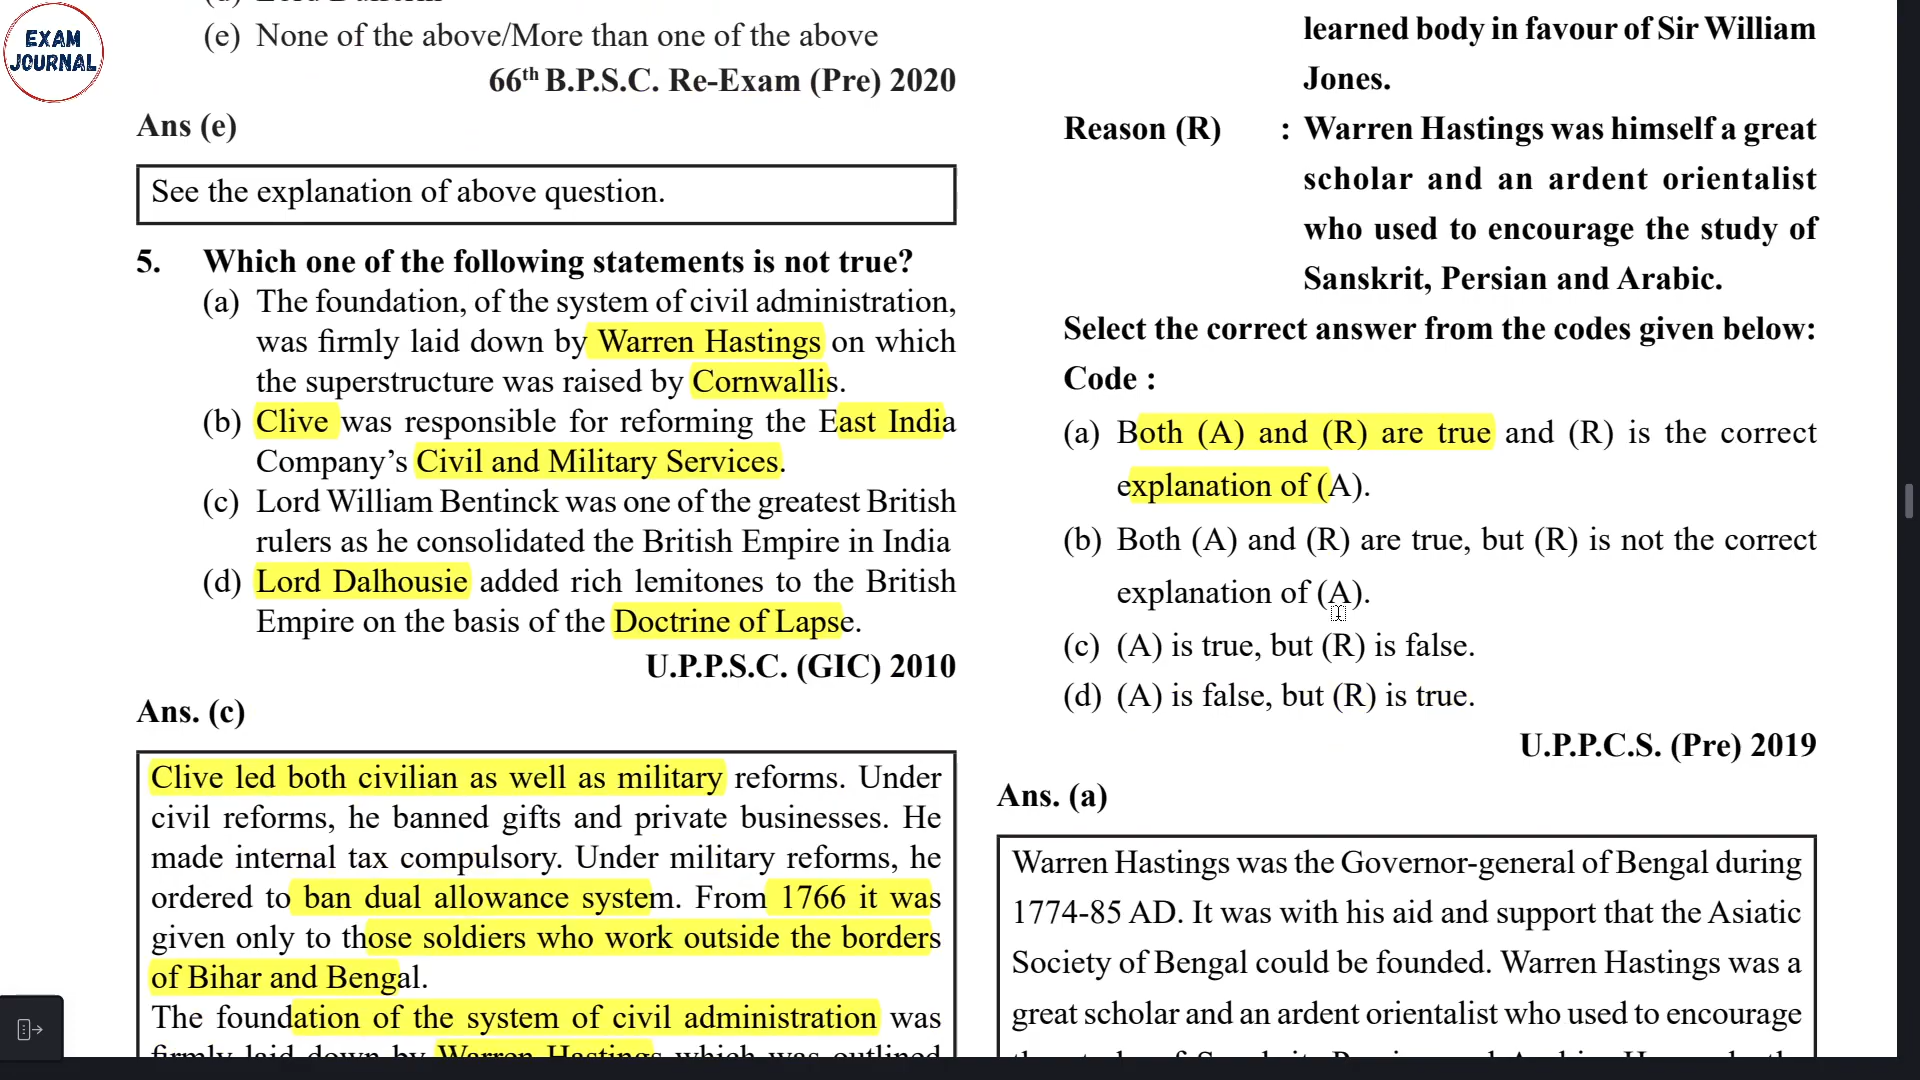 EXAM
JOURNAL
(e) None of the above/More than one of the above
66th B.P.S.C. Re-Exam (Pre) 2020
Ans (e)
See the explanation of above question.
5. Which one of the following statements is not true?
(a) The foundation, of the system of civil administration,
was firmly laid down by Warren Hastings on which
the superstructure was raised by Cornwallis.
(b) Clive was responsible for reforming the East India
Company's Civil and Military Services.
(c) Lord William Bentinck was one of the greatest British
rulers as he consolidated the British Empire in India
(d) Lord Dalhousie added rich lemitones to the British
Empire on the basis of the Doctrine of Lapse.
U.P.P.S.C. (GIC) 2010
Ans. (c)
Clive led both civilian as well as military reforms. Under
civil reforms, he banned gifts and private businesses. He
made internal tax compulsory. Under military reforms, he
ordered to ban dual allowance system. From 1766 it was
given only to those soldiers who work outside the borders
of Bihar and Bengal.
The foundation of the system of civil administration was
firmly laid down by Warren Hastings which was outlined
learned body in favour of Sir William
Jones.
Reason (R) : Warren Hastings was himself a great
scholar and an ardent orientalist
who used to encourage the study of
Sanskrit, Persian and Arabic.
Select the correct answer from the codes given below:
Code :
(a) Both (A) and (R) are true and (R) is the correct
explanation of (A).
(b) Both (A) and (R) are true, but (R) is not the correct
explanation of (A).
(c) (A) is true, but (R) is false.
(d) (A) is false, but (R) is true.
U.P.P.C.S. (Pre) 2019
Ans. (a)
Warren Hastings was the Governor-general of Bengal during
1774-85 AD. It was with his aid and support that the Asiatic
Society of Bengal could be founded. Warren Hastings was a
great scholar and an ardent orientalist who used to encourage